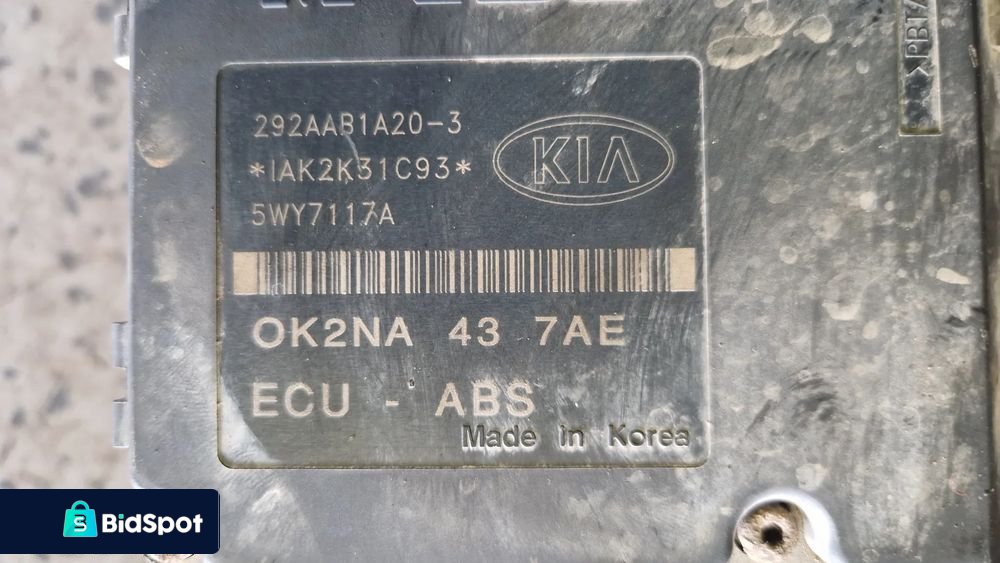 292AAB1A20-3
*IAK2K31C93*
KIA
5WY7117A
OK2NA 43 7AE
ECU - ABS
Made in Korea
BidSpot